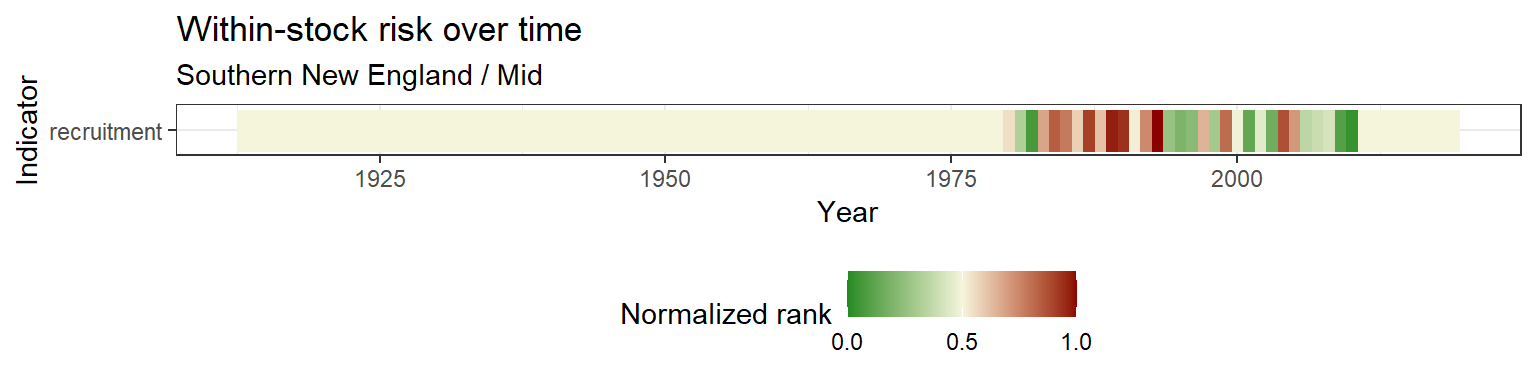 Within-stock risk over time
Southern New England / Mid
Indicator
recruitment
1925 1950 1975 2000
Year
Normalized rank
0.0 0.5 1.0